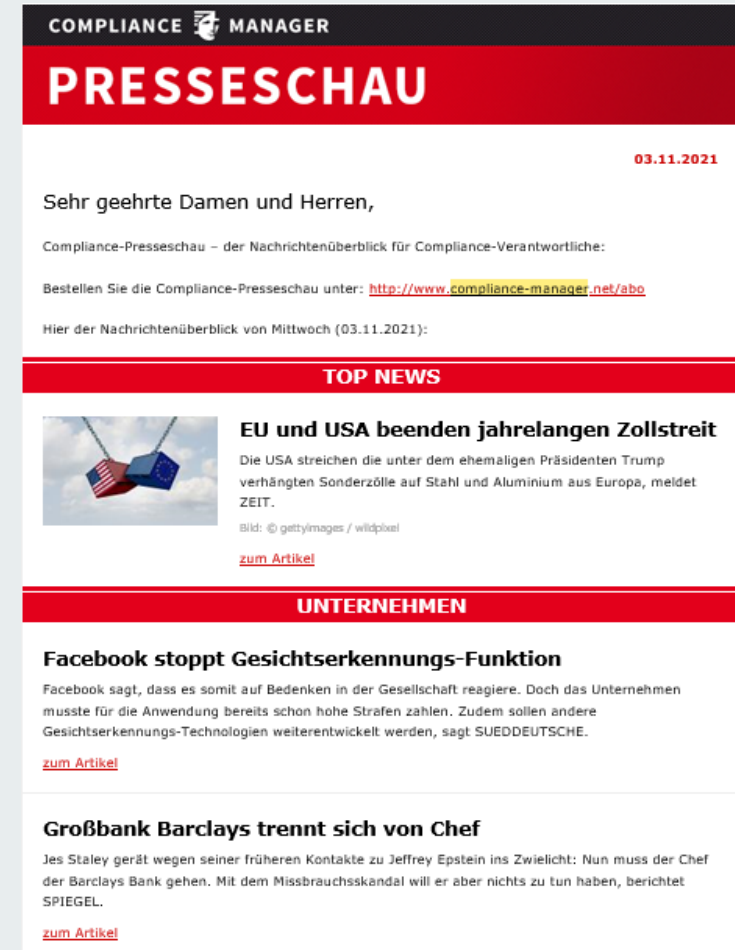 COMPLIANCE MANAGER
PRESSESCHAU
03.11.2021
Sehr geehrte Damen und Herren,
Compliance-Presseschau – der Nachrichtenüberblick für Compliance-Verantwortliche:
Bestellen Sie die Compliance-Presseschau unter: http://www.compliance-manager.net/abo
Hier der Nachrichtenüberblick von Mittwoch (03.11.2021):
TOP NEWS
EU und USA beenden jahrelangen Zollstreit
Die USA streichen die unter dem ehemaligen Präsidenten Trump
verhängten Sonderzölle auf Stahl und Aluminium aus Europa, meldet
ZEIT.
Bild: © gettyimages / wildpixel
zum Artikel
UNTERNEHMEN
Facebook stoppt Gesichtserkennungs-Funktion
Facebook sagt, dass es somit auf Bedenken in der Gesellschaft reagiere. Doch das Unternehmen
musste für die Anwendung bereits schon hohe Strafen zahlen. Zudem sollen andere
Gesichtserkennungs-Technologien weiterentwickelt werden, sagt SUEDDEUTSCHE.
zum Artikel
Großbank Barclays trennt sich von Chef
Jes Staley gerät wegen seiner früheren Kontakte zu Jeffrey Epstein ins Zwielicht: Nun muss der Chef
der Barclays Bank gehen. Mit dem Missbrauchsskandal will er aber nichts zu tun haben, berichtet
SPIEGEL.
zum Artikel